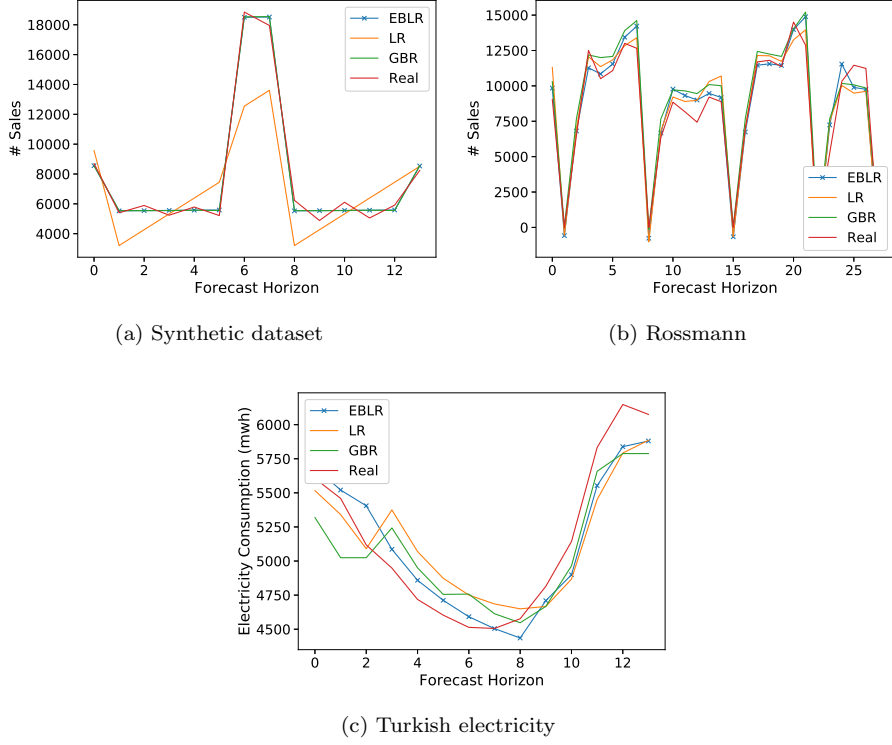 18000
16000
14000
12000
10000
8000
6000
4000
# Sales
EBLR
LR
GBR
Real
0 2 4 6 8 10 12
Forecast Horizon
(a) Synthetic dataset
15000
12500
10000
7500
5000
2500
0
# Sales
EBLR
LR
GBR
Real
0 5 10 15 20 25
Forecast Horizon
(b) Rossmann
6000
5750
5500
5250
5000
4750
4500
Electricity Consumption (mwh)
EBLR
LR
GBR
Real
0 2 4 6 8 10 12
Forecast Horizon
(c) Turkish electricity